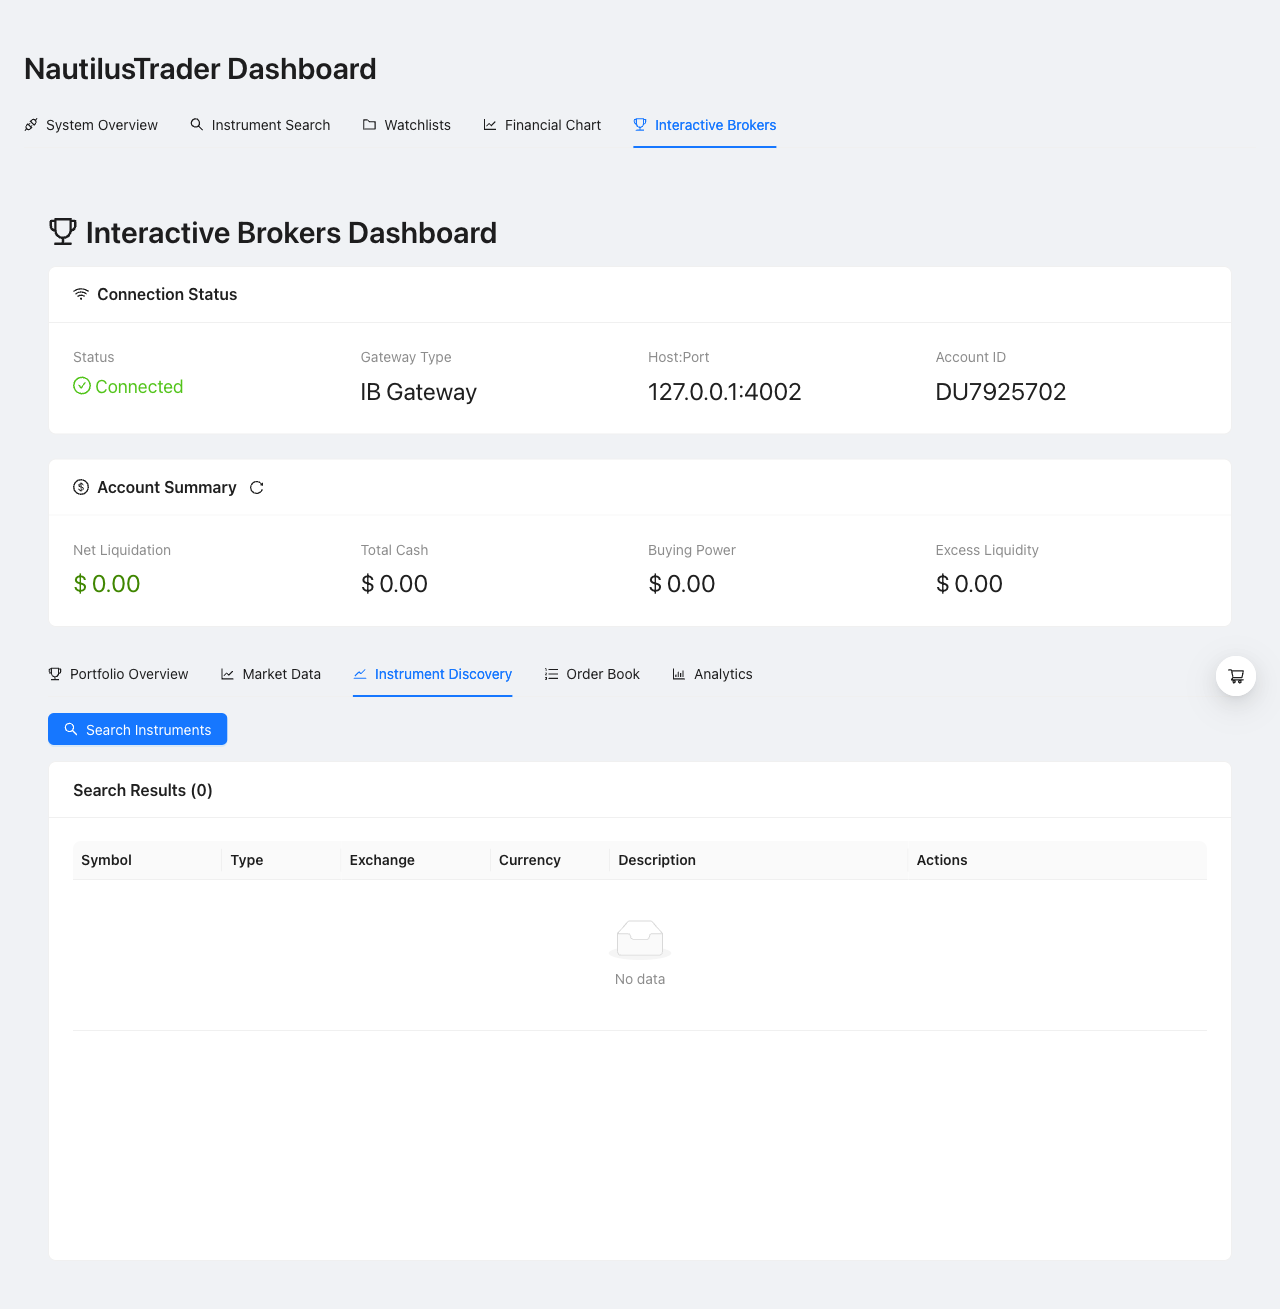 NautilusTrader Dashboard
System Overview Instrument Search Watchlists Financial Chart Interactive Brokers
Interactive Brokers Dashboard
Connection Status
Status Gateway Type Host:Port Account ID
Connected IB Gateway 127.0.0.1:4002 DU7925702
Account Summary
Net Liquidation Total Cash Buying Power Excess Liquidity
$ 0.00 $ 0.00 $ 0.00 $ 0.00
Portfolio Overview Market Data Instrument Discovery Order Book Analytics
Search Instruments
Search Results (0)
Symbol Type Exchange Currency Description Actions
No data